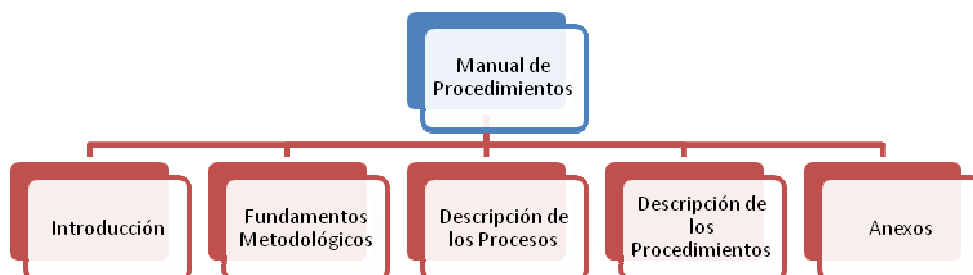 Manual de
Procedimientos
Introducción
Fundamentos
Metodológicos
Descripción de
los Procesos
Descripción de
los
Procedimientos
Anexos